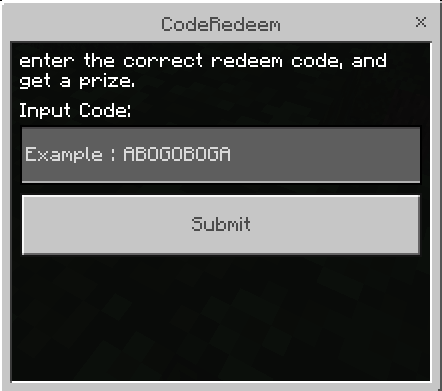 CodeRedeem
×
enter the correct redeem code, and
get a prize.
Input Code:
Example : ABOGOBOGA
Submit